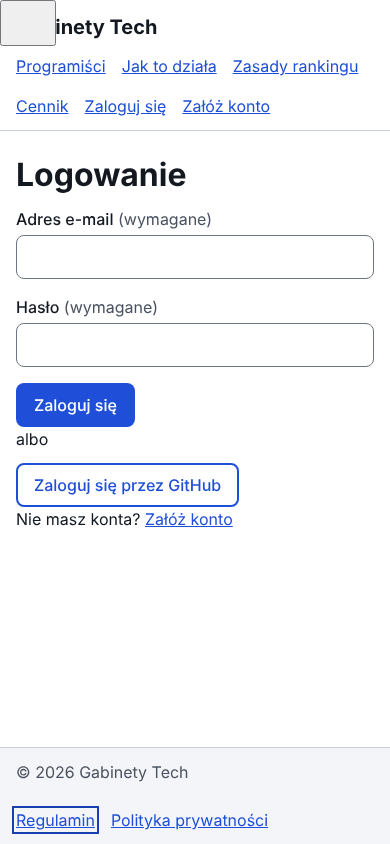 inety Tech
Programiści Jak to działa Zasady rankingu
Cennik Zaloguj się Załóż konto
Logowanie
Adres e-mail (wymagane)
Hasło (wymagane)
Zaloguj się
albo
Zaloguj się przez GitHub
Nie masz konta? Załóż konto
© 2026 Gabinety Tech
Regulamin Polityka prywatności